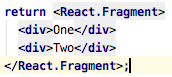 return <React.Fragment>
  <div>One</div>
  <div>Two</div>
</React.Fragment>;